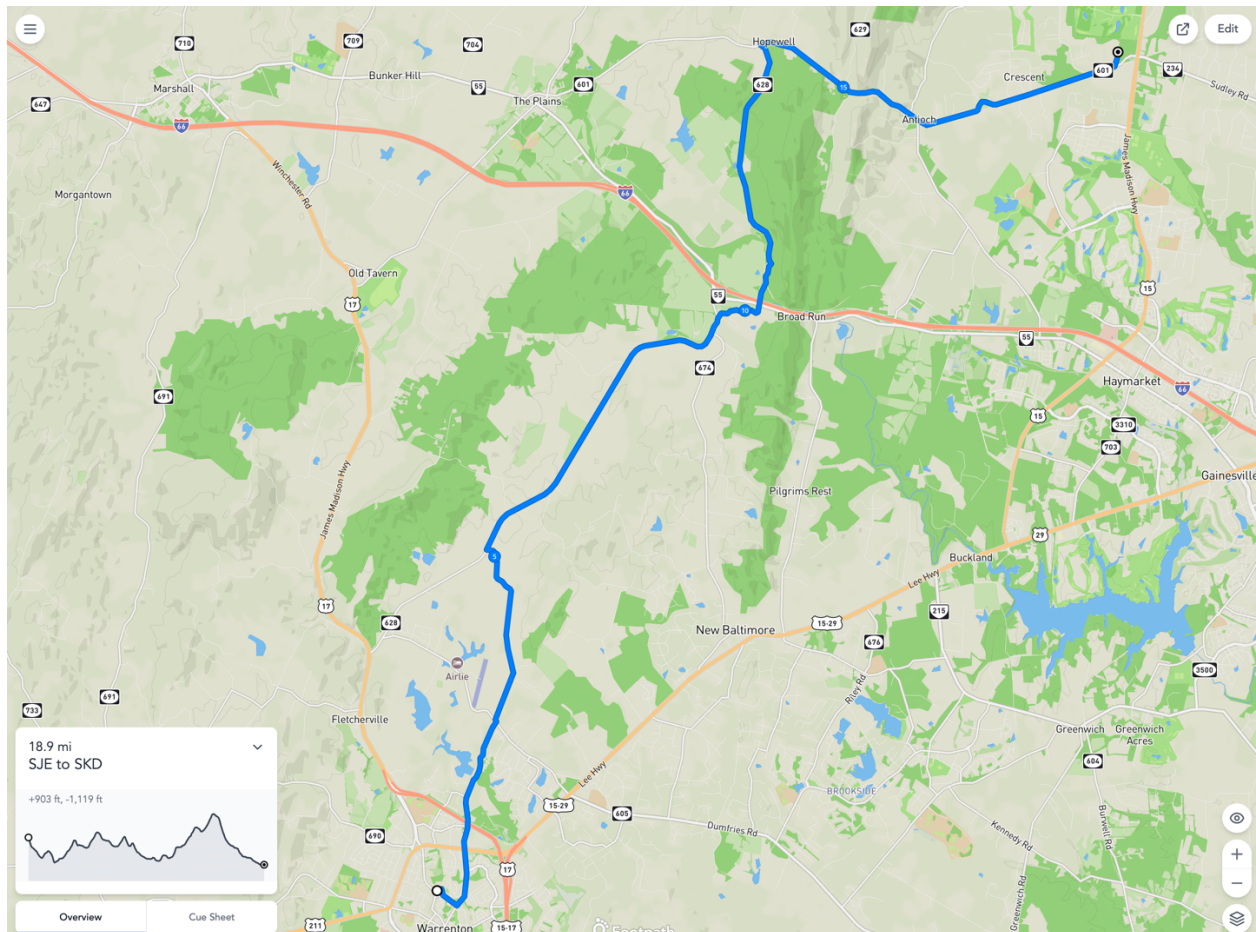 Edit
629
Hopewell
710
709
704
Bunker Hill
55
601
628
15
Crescent
601
234
Sudley Rd
Marshall
647
66
The Plains
Antioch
Winchester Rd
Morgantown
66
James Madison Hwy
Old Tavern
17
55
10
Broad Run
15
55
674
Haymarket
66
691
15
3310
703
Gainesville
Pilgrims Rest
James Madison Hwy
29
5
Buckland
Lee Hwy
17
628
215
15-29
New Baltimore
676
3500
Airlie
Riley Rd
691
733
Fletcherville
Greenwich
Greenwich
Acres
18.9 mi
SJE to SKD
604
Lee Hwy
BROOKSIDE
+903 ft, -1,119 ft
15-29
605
Dumfries Rd
Kennedy Rd
Burwell Rd
690
17
Greenwich Rd
Overview
Cue Sheet
211
Warrenton
15-17
Footpath